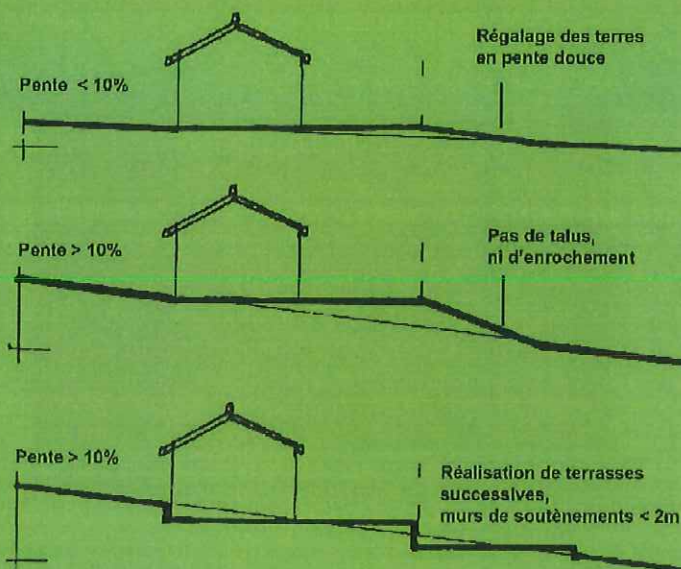 Régalage des terres
en pente douce
Pente < 10%
Pas de talus,
ni d'enrochement
Pente > 10%
Pente > 10%
Réalisation de terrasses
successives,
murs de soutènements < 2m